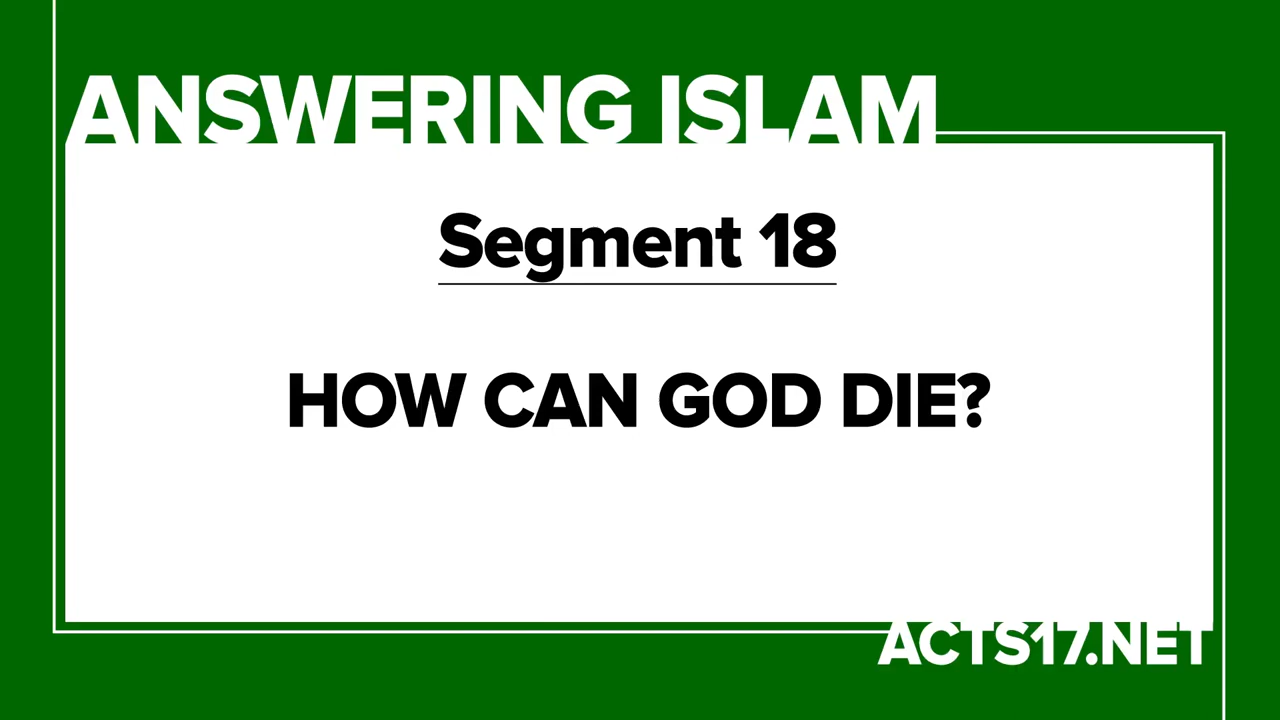 ANSWERING ISLAM
Segment 18
HOW CAN GOD DIE?
ACTS17.NET